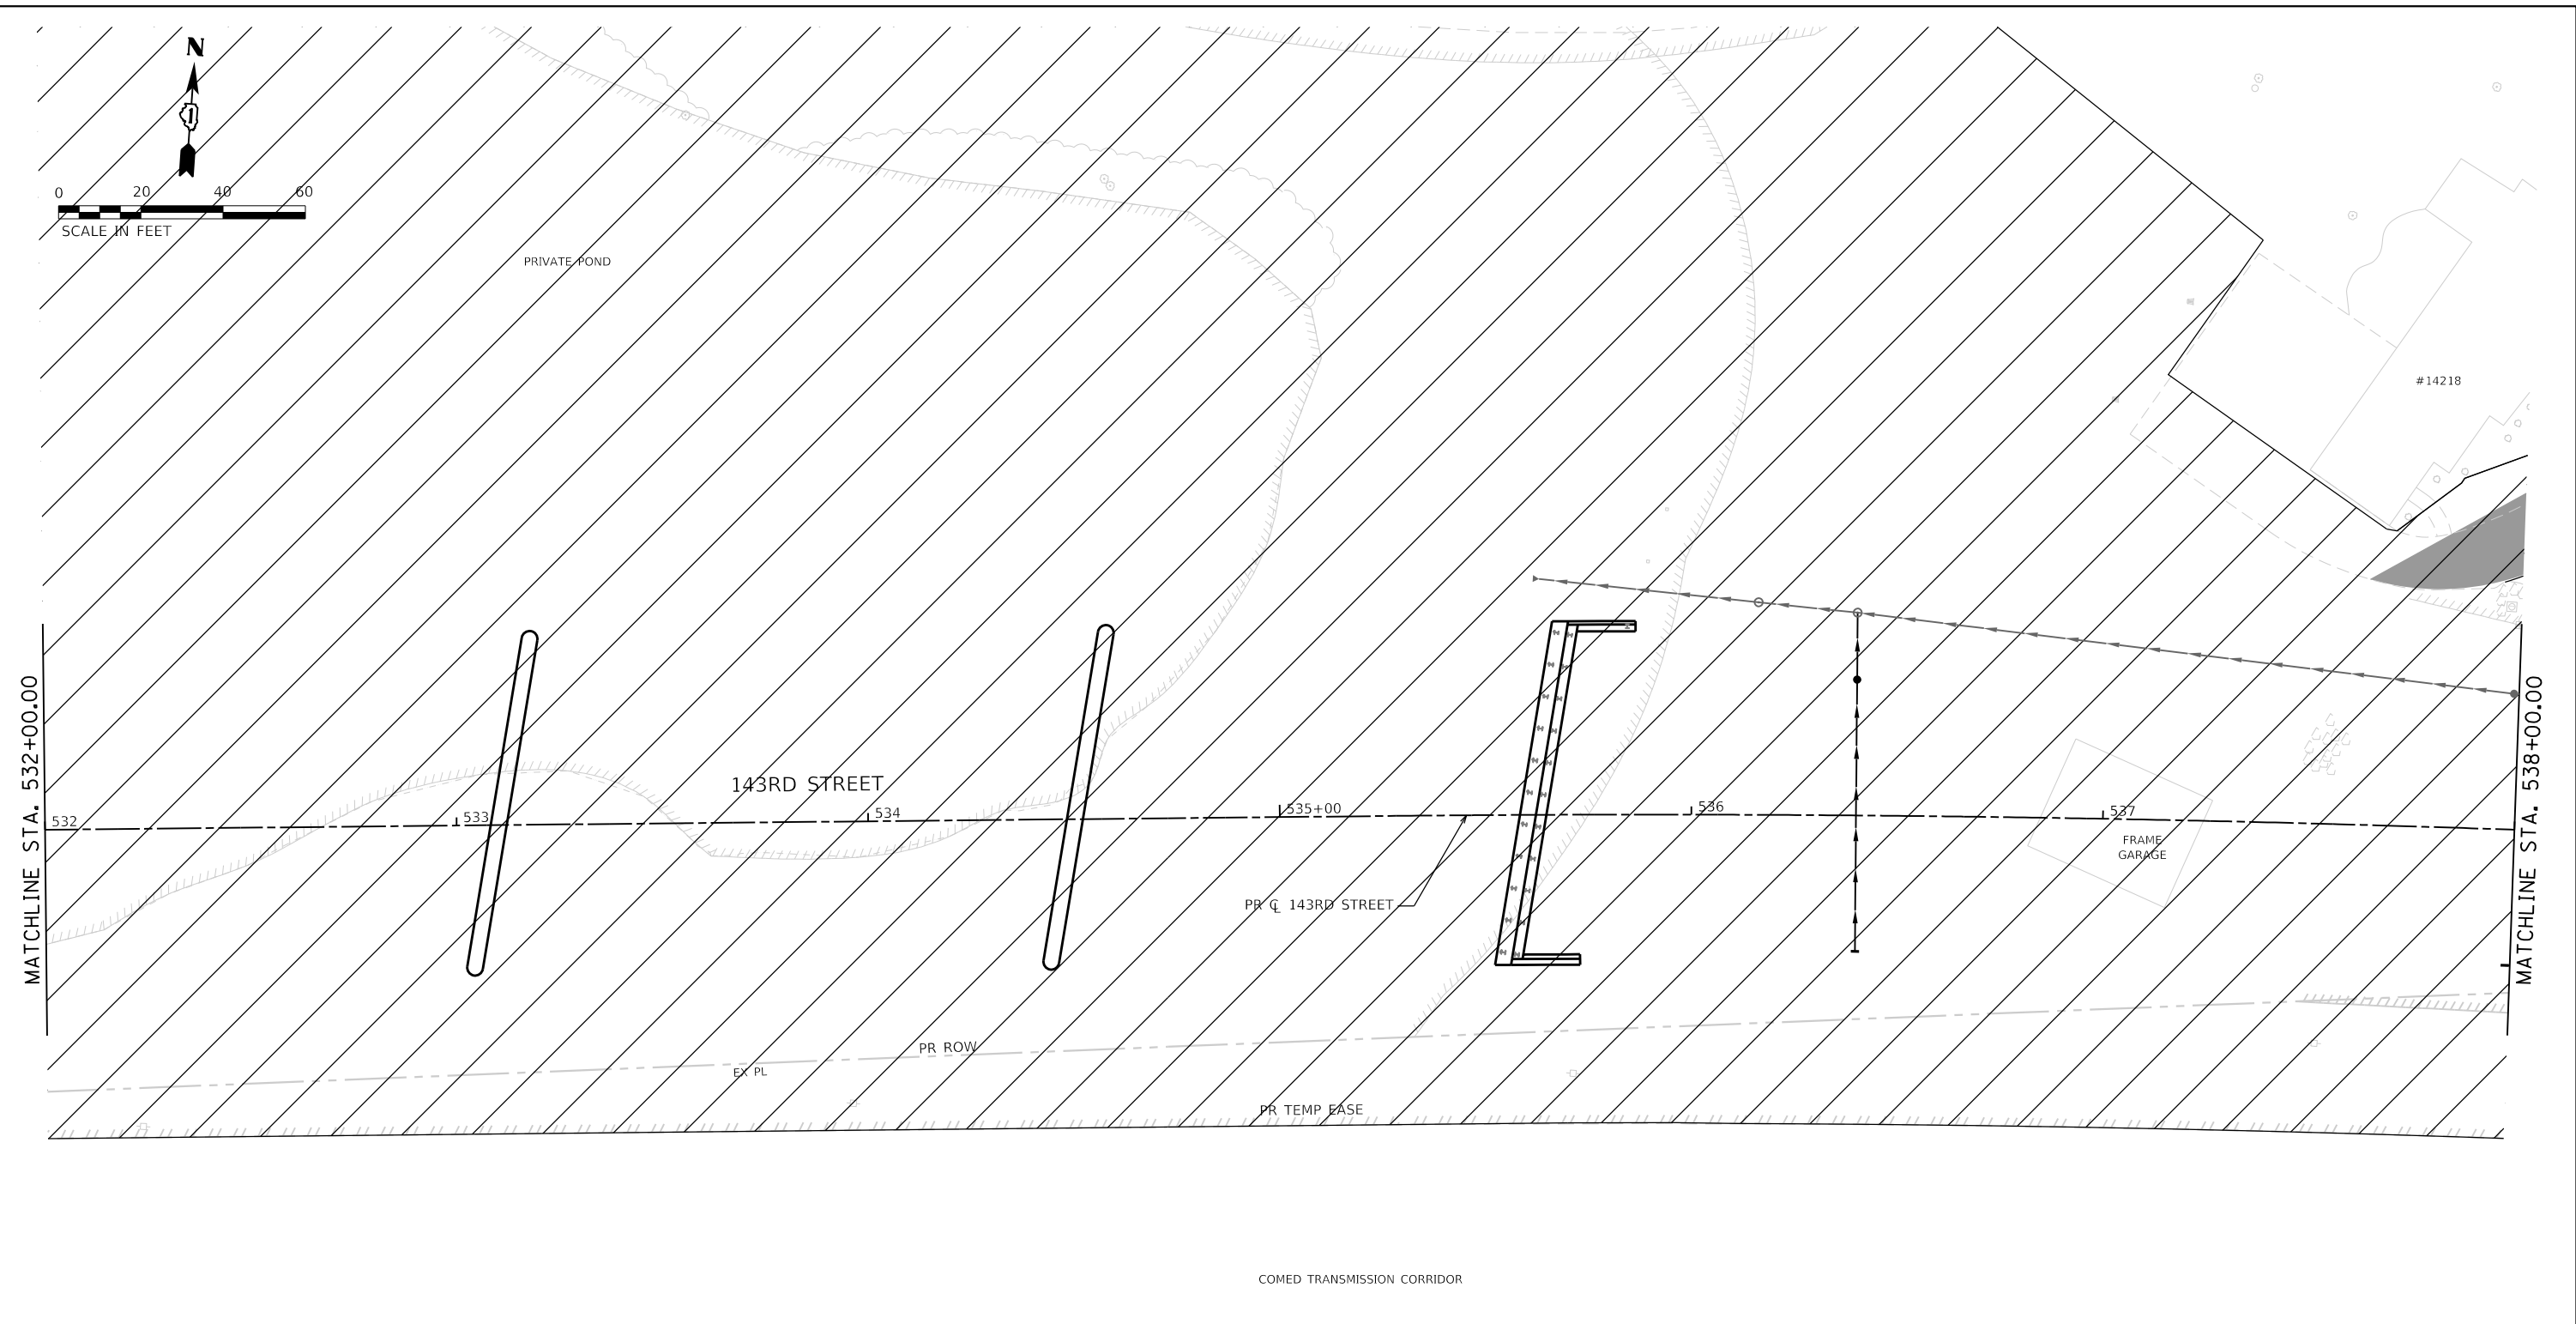 N
0 20 40 60
SCALE IN FEET
PRIVATE POND
#14218
MATCHLINE STA. 532+00.00
MATCHLINE STA. 538+00.00
143RD STREET
532
533
534
535+00
536
537
FRAME
GARAGE
PR ℄ 143RD STREET
PR ROW
EX PL
PR TEMP EASE
COMED TRANSMISSION CORRIDOR